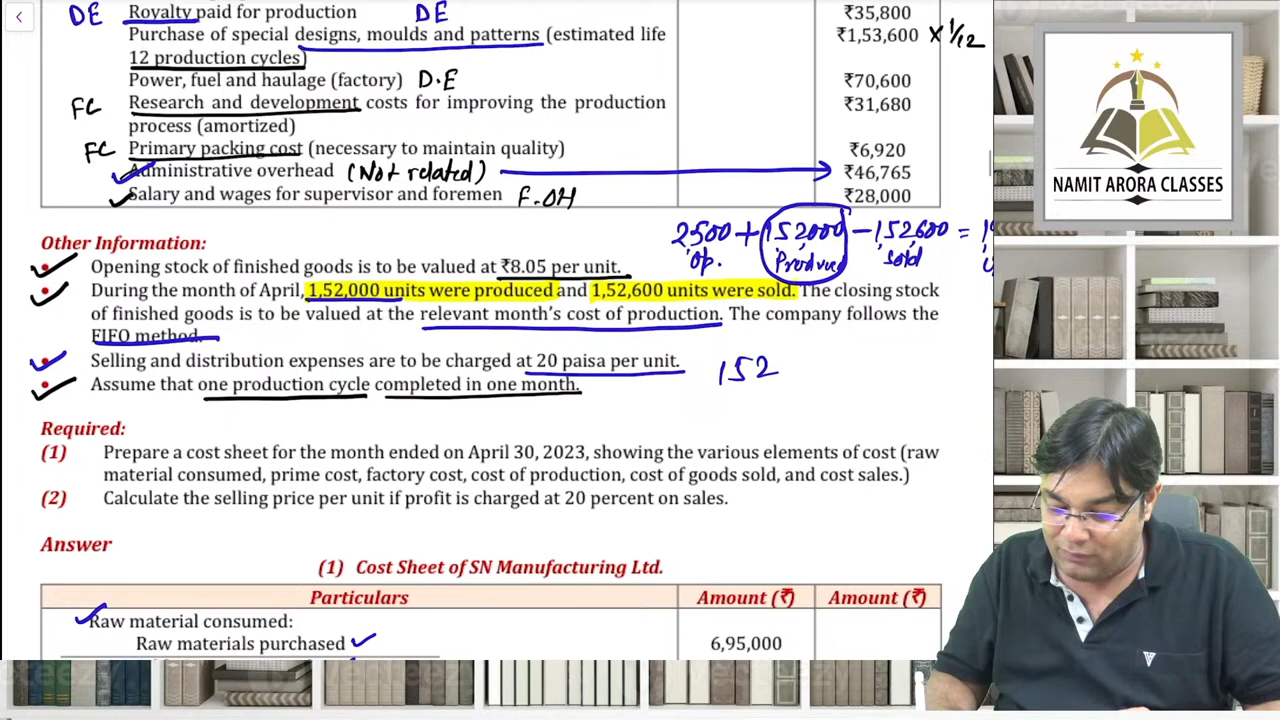 DE Royalty paid for production DE ₹35,800
Purchase of special designs, moulds and patterns (estimated life ₹1,53,600 × 1/12
12 production cycles)
Power, fuel and haulage (factory) D.E ₹70,600
FC Research and development costs for improving the production ₹31,680
process (amortized)
FC Primary packing cost (necessary to maintain quality) ₹6,920
Administrative overhead (Not related) ₹46,765
Salary and wages for supervisor and foremen F.OH ₹28,000
2500 + 152000 - 152600 =
op. Produced sold
Other Information:
Opening stock of finished goods is to be valued at ₹8.05 per unit.
During the month of April, 1,52,000 units were produced and 1,52,600 units were sold. The closing stock
of finished goods is to be valued at the relevant month's cost of production. The company follows the
FIFO method.
Selling and distribution expenses are to be charged at 20 paisa per unit. 152
Assume that one production cycle completed in one month.
Required:
(1) Prepare a cost sheet for the month ended on April 30, 2023, showing the various elements of cost (raw
material consumed, prime cost, factory cost, cost of production, cost of goods sold, and cost sales.)
(2) Calculate the selling price per unit if profit is charged at 20 percent on sales.
Answer
(1) Cost Sheet of SN Manufacturing Ltd.
Particulars Amount (₹) Amount (₹)
Raw material consumed:
Raw materials purchased 6,95,000
NAMIT ARORA CLASSES